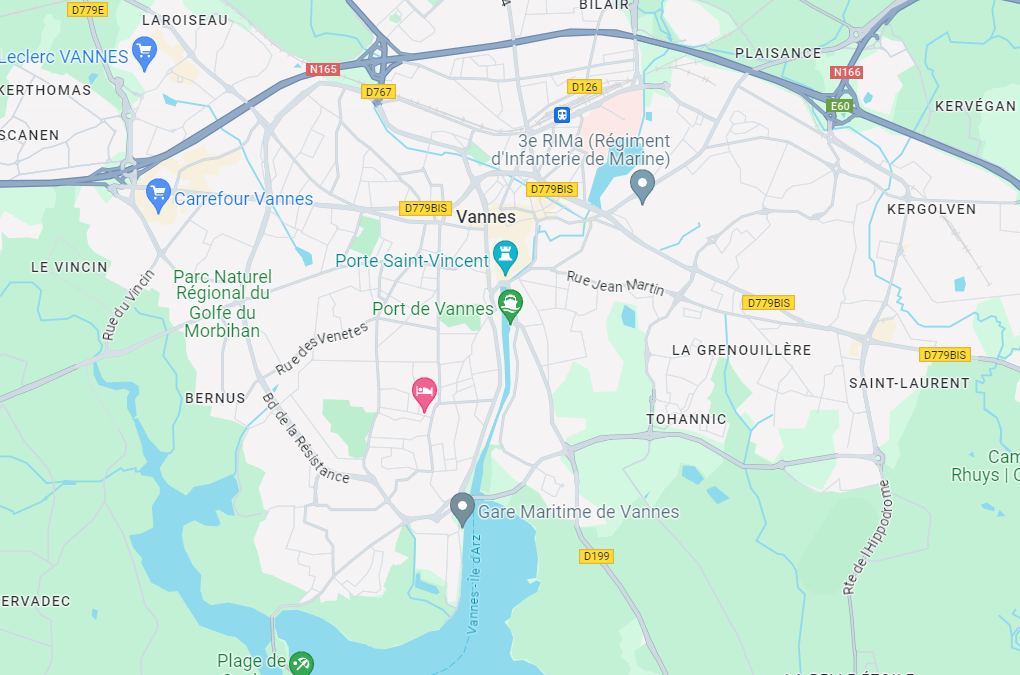 D779E
LAROISEAU
BILAIR
Leclerc VANNES
PLAISANCE
N165
N166
KERTHOMAS
D767
D126
E60
KERVÉGAN
SCANEN
3e RIMa (Régiment
d'Infanterie de Marine)
D779BIS
Carrefour Vannes
D779BIS
Vannes
KERGOLVEN
Porte Saint-Vincent
LE VINCIN
Parc Naturel
Régional du
Golfe du
Morbihan
Rue du Vincin
Rue Jean Martin
Port de Vannes
D779BIS
Rue des Venetes
LA GRENOUILLÈRE
D779BIS
SAINT-LAURENT
BERNUS
TOHANNIC
Bd de la Résistance
Cam
Rhuys | C
Gare Maritime de Vannes
Vannes - Île d'Arz
D199
Rte de l'Hippodrome
ERVADEC
Plage de